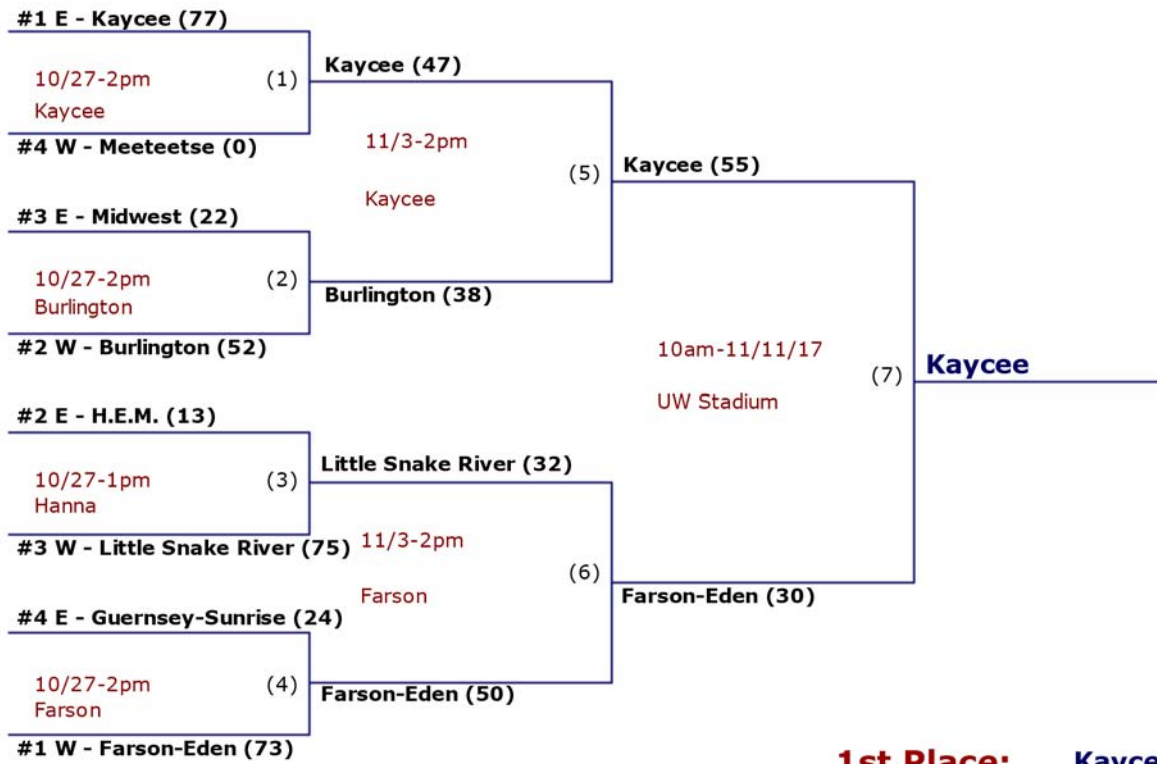 #1 E - Kaycee (77)
10/27-2pm
(1)
Kaycee
#4 W - Meeteetse (0)
Kaycee (47)
11/3-2pm
(5)
Kaycee
#3 E - Midwest (22)
10/27-2pm
(2)
Burlington
#2 W - Burlington (52)
Burlington (38)
Kaycee (55)
10am-11/11/17
(7)
UW Stadium
Kaycee
#2 E - H.E.M. (13)
10/27-1pm
(3)
Hanna
#3 W - Little Snake River (75)
Little Snake River (32)
11/3-2pm
(6)
Farson
Farson-Eden (30)
#4 E - Guernsey-Sunrise (24)
10/27-2pm
(4)
Farson
#1 W - Farson-Eden (73)
Farson-Eden (50)
1st Place: